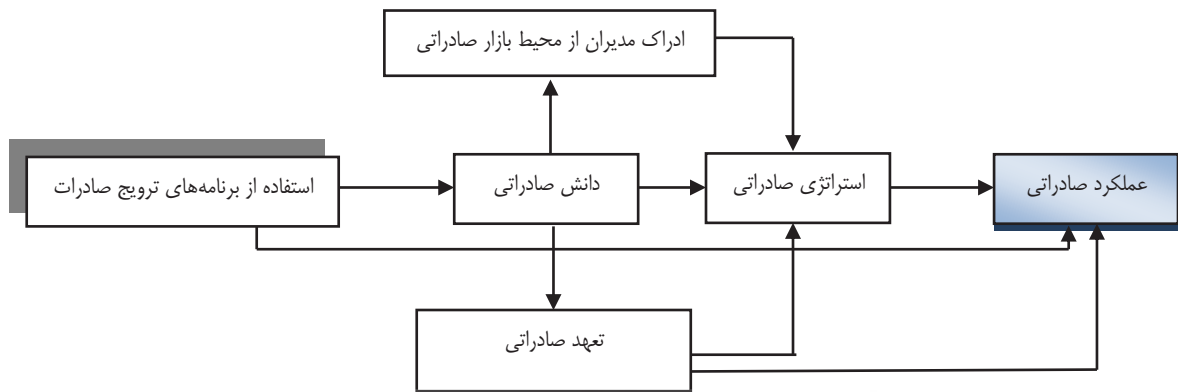 ادراک مدیران از محیط بازار صادراتی
استفاده از برنامه‌های ترویج صادرات
دانش صادراتی
استراتژی صادراتی
عملکرد صادراتی
تعهد صادراتی